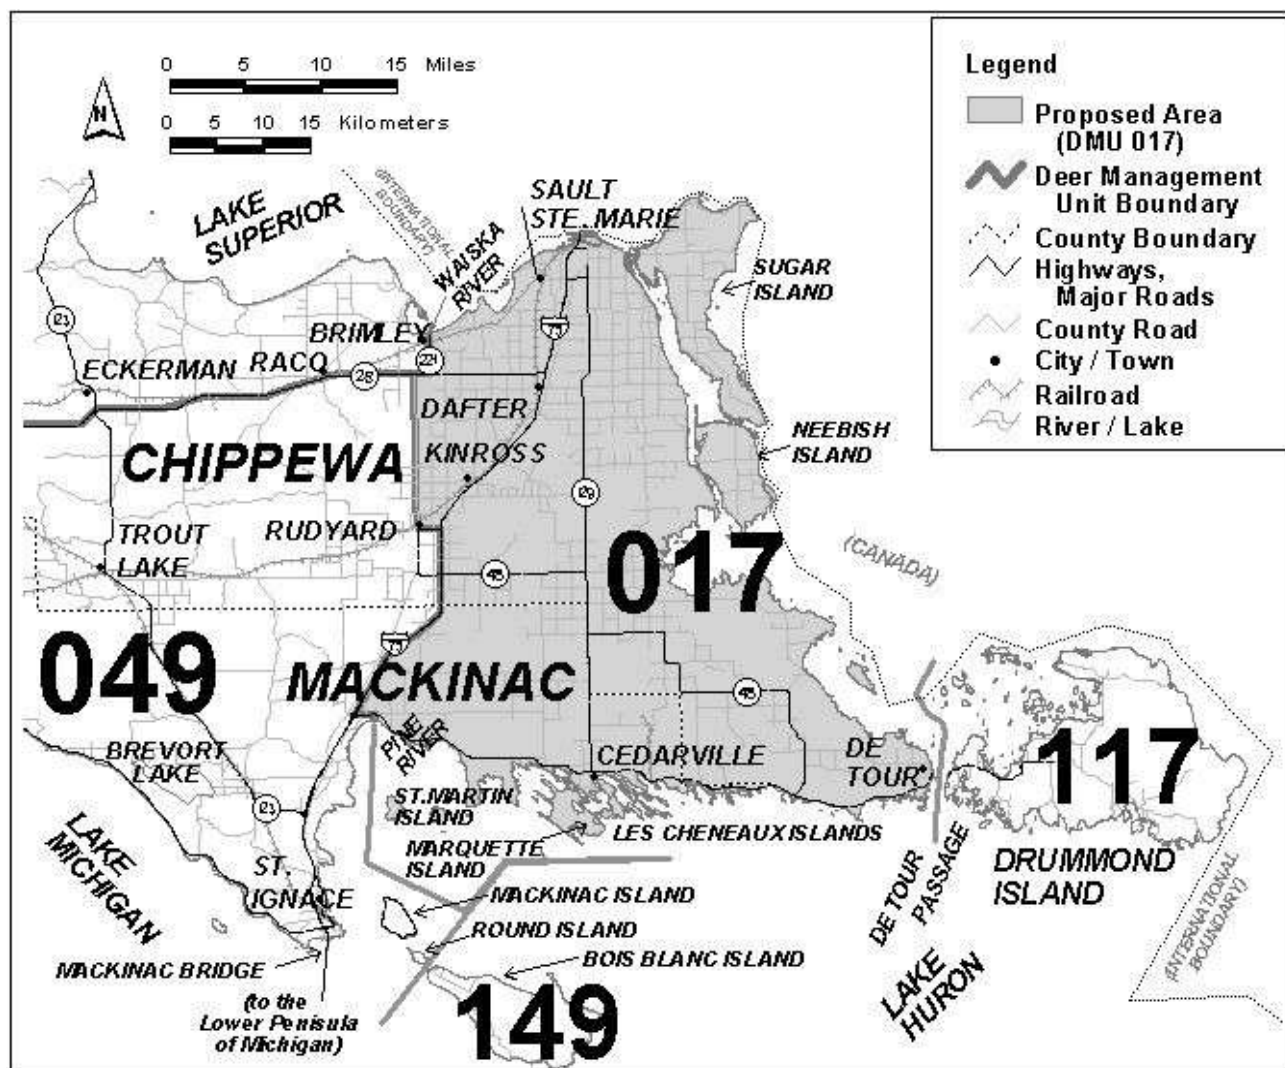 0 5 10 15 Miles
0 5 10 15 Kilometers
N
Legend
Proposed Area
(DMU 017)
Deer Management
Unit Boundary
County Boundary
Highways,
Major Roads
County Road
City / Town
Railroad
River / Lake
LAKE
SUPERIOR
(INTERNATIONAL
BOUNDARY)
WAISKA
RIVER
SAULT
STE. MARIE
SUGAR
ISLAND
123
BRIMLEY
75
221
ECKERMAN
RACO
28
DAFTER
CHIPPEWA
KINROSS
NEEBISH
ISLAND
129
TROUT
LAKE
RUDYARD
48
017
(CANADA)
049
75
MACKINAC
48
117
PINE
RIVER
BREVORT
LAKE
CEDARVILLE
DE
TOUR
123
ST. MARTIN
ISLAND
LES CHENEAUX ISLANDS
LAKE
MICHIGAN
MARQUETTE
ISLAND
DE TOUR
PASSAGE
DRUMMOND
ISLAND
ST.
IGNACE
MACKINAC ISLAND
(INTERNATIONAL
BOUNDARY)
ROUND ISLAND
MACKINAC BRIDGE
BOIS BLANC ISLAND
LAKE
HURON
(to the
Lower Penisula
of Michigan)
149